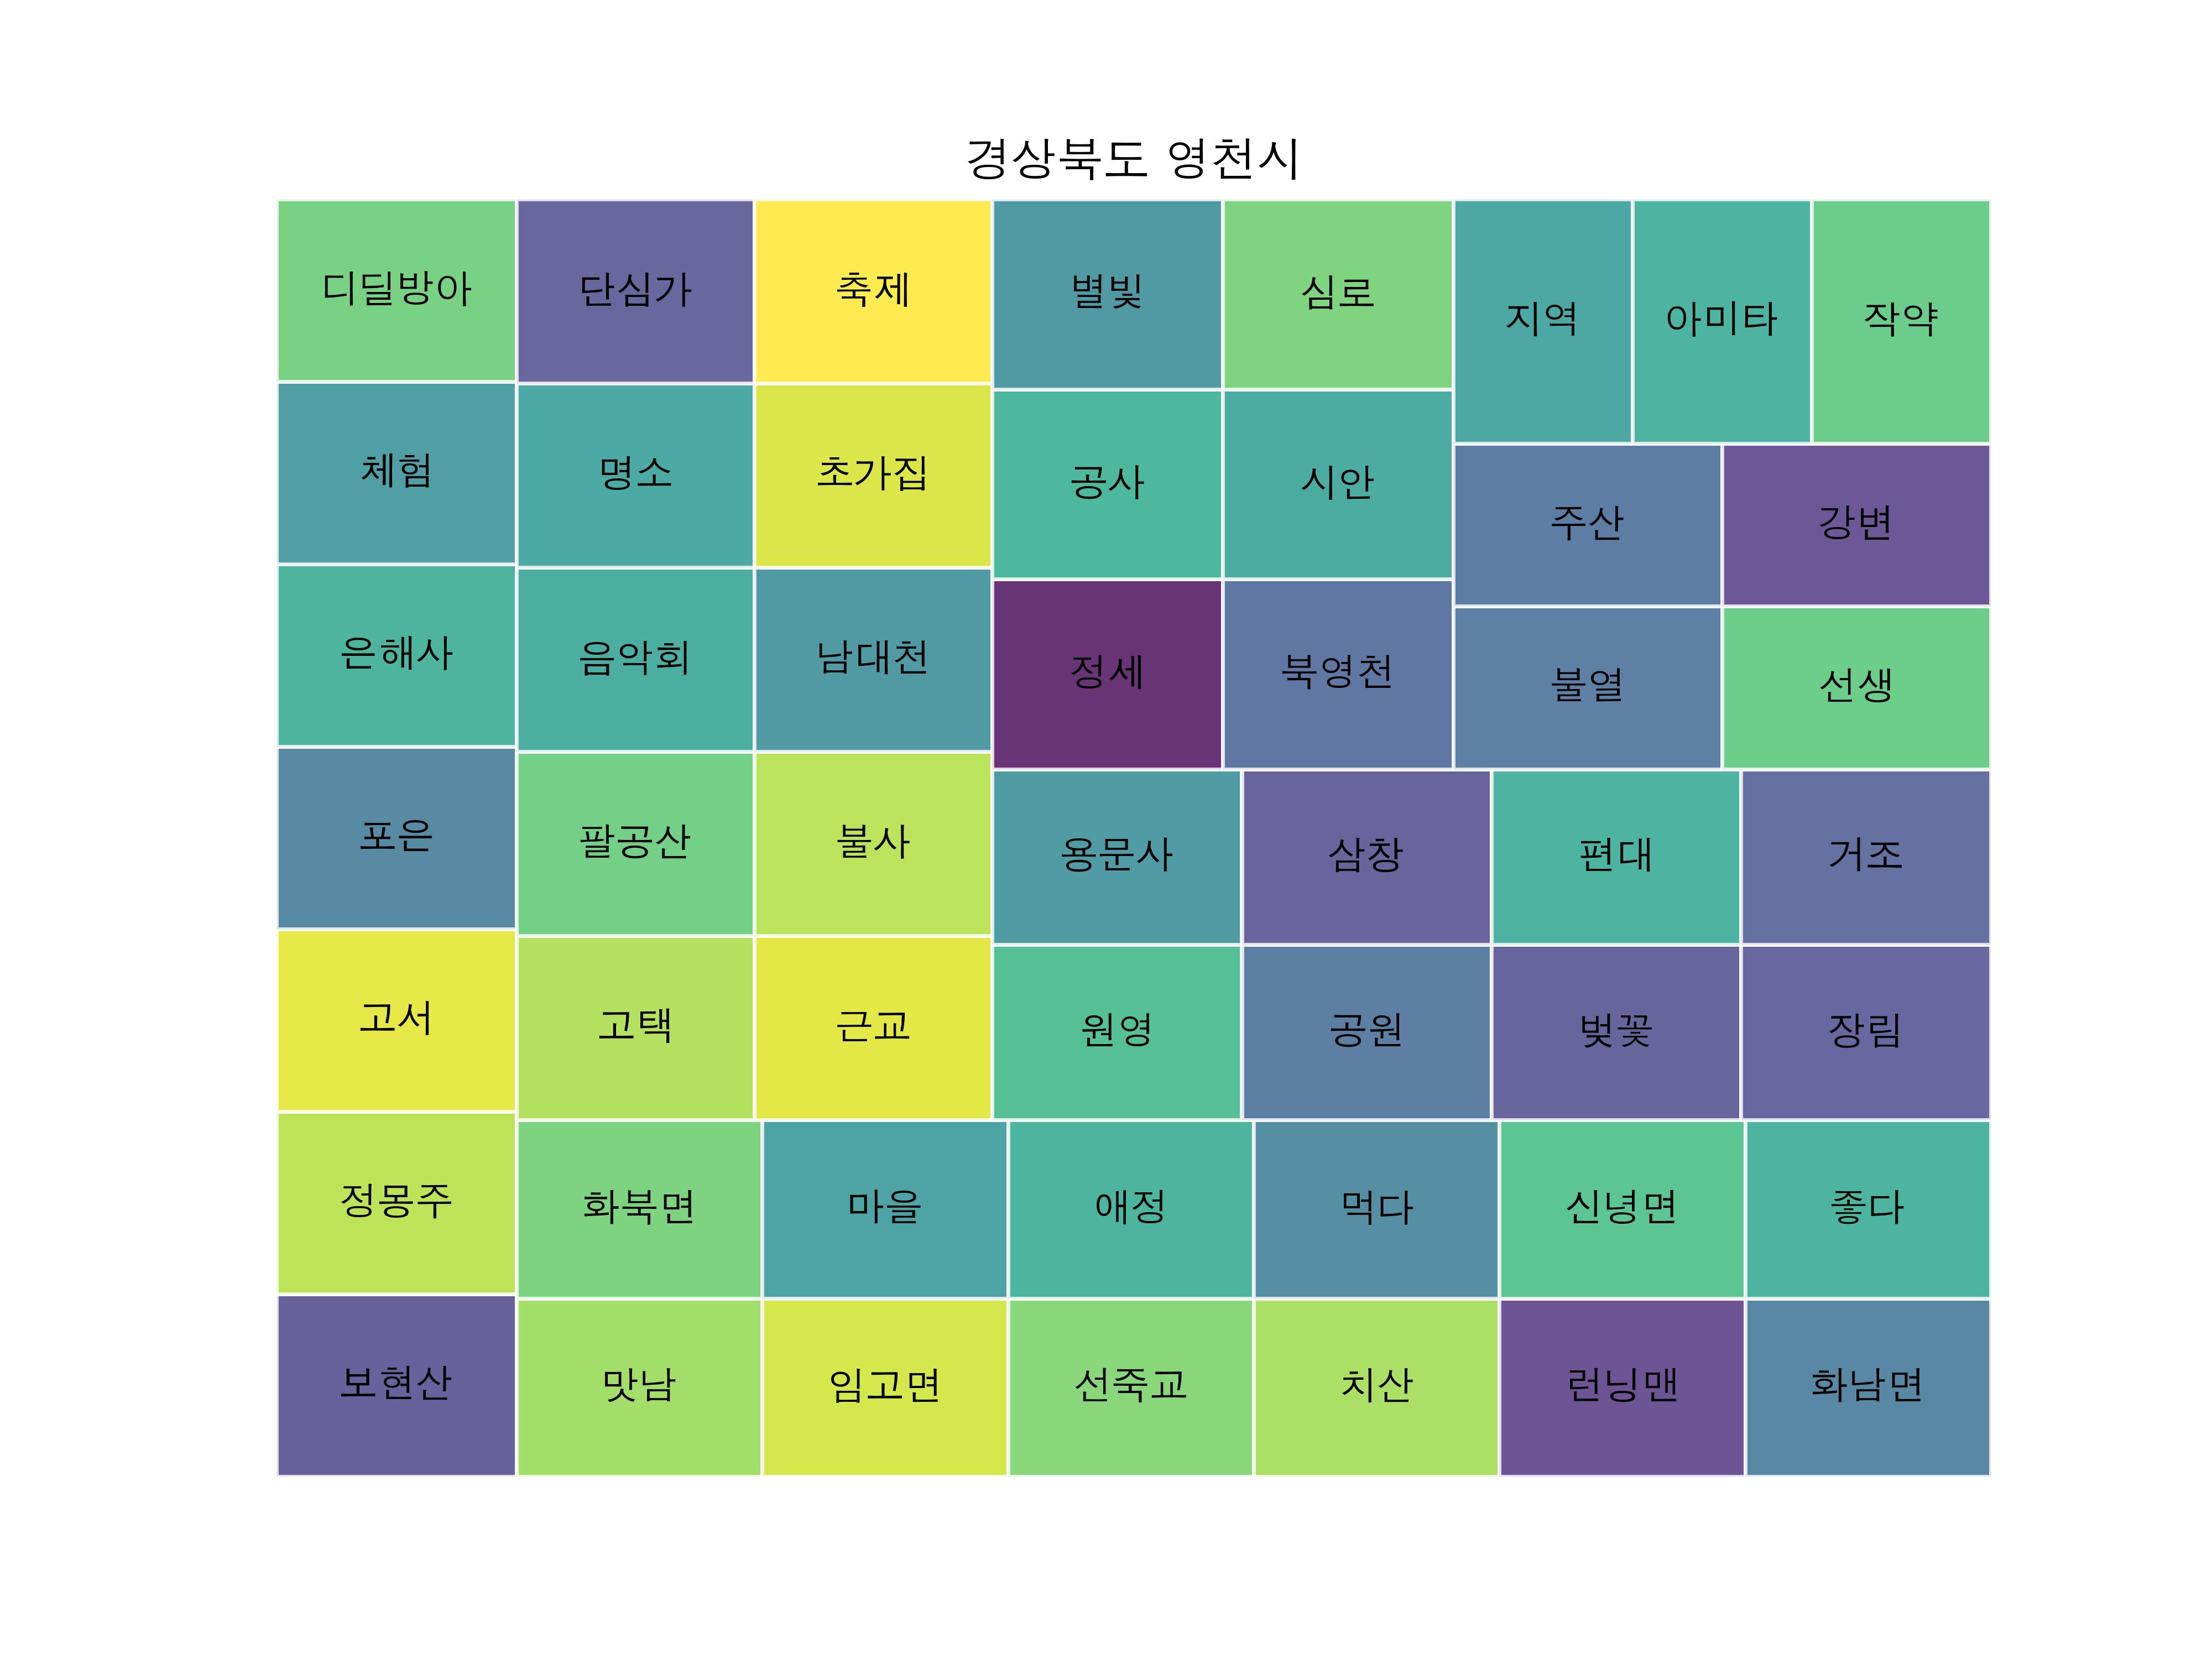 경상북도 영천시
디딜방아 단심가 축제 별빛 심로 지역 아미타 작약
체험 명소 초가집 공사 시안 주산 강변
은해사 음악회 남대천 정세 북영천 불열 선생
포은 팔공산 불사 용문사 삼창 편대 거조
고서 고택 근교 원영 공원 벚꽃 장림
정몽주 화북면 마을 애정 먹다 신녕면 좋다
보현산 맛남 임고면 선죽교 치산 런닝맨 화남면